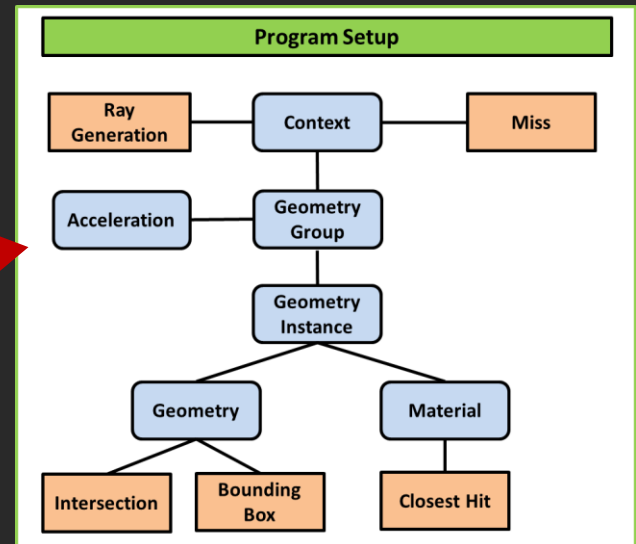 Program Setup
Ray
Generation
Context
Miss
Acceleration
Geometry
Group
Geometry
Instance
Geometry
Material
Intersection
Bounding
Box
Closest Hit